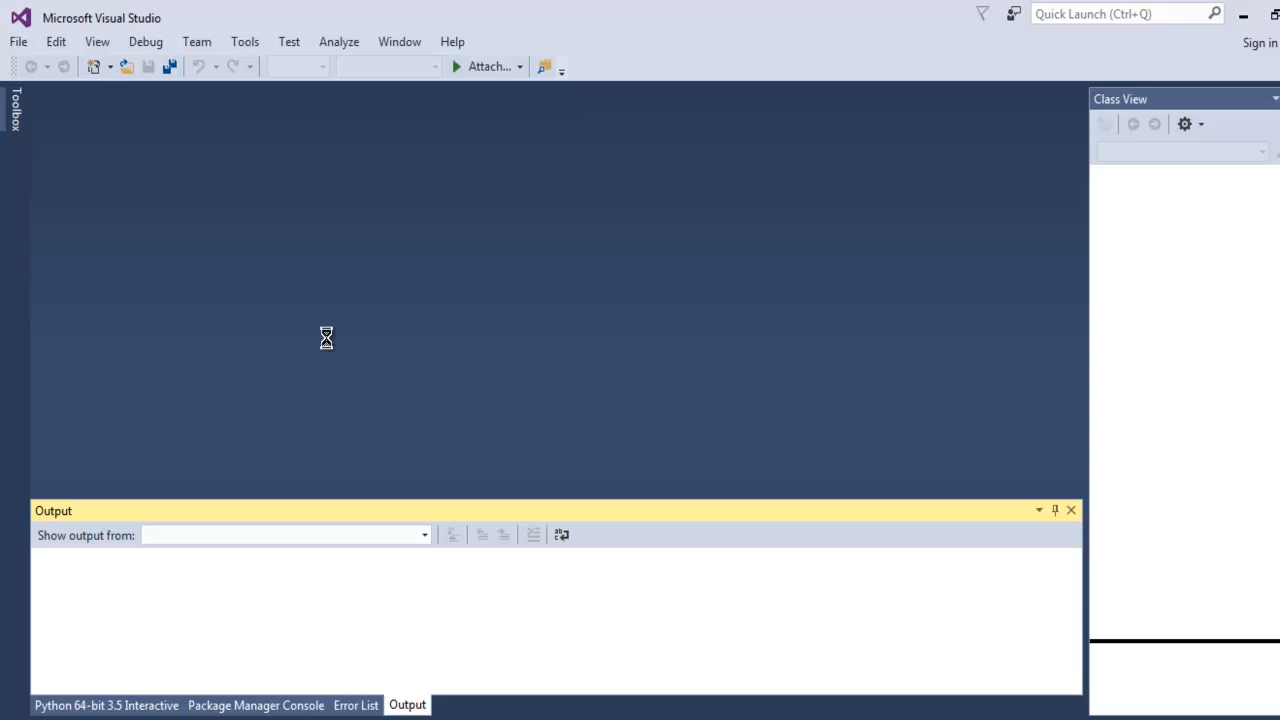 Microsoft Visual Studio
Quick Launch (Ctrl+Q)
File Edit View Debug Team Tools Test Analyze Window Help
Sign in
Attach...
Toolbox
Class View
Output
Show output from:
Python 64-bit 3.5 Interactive Package Manager Console Error List Output